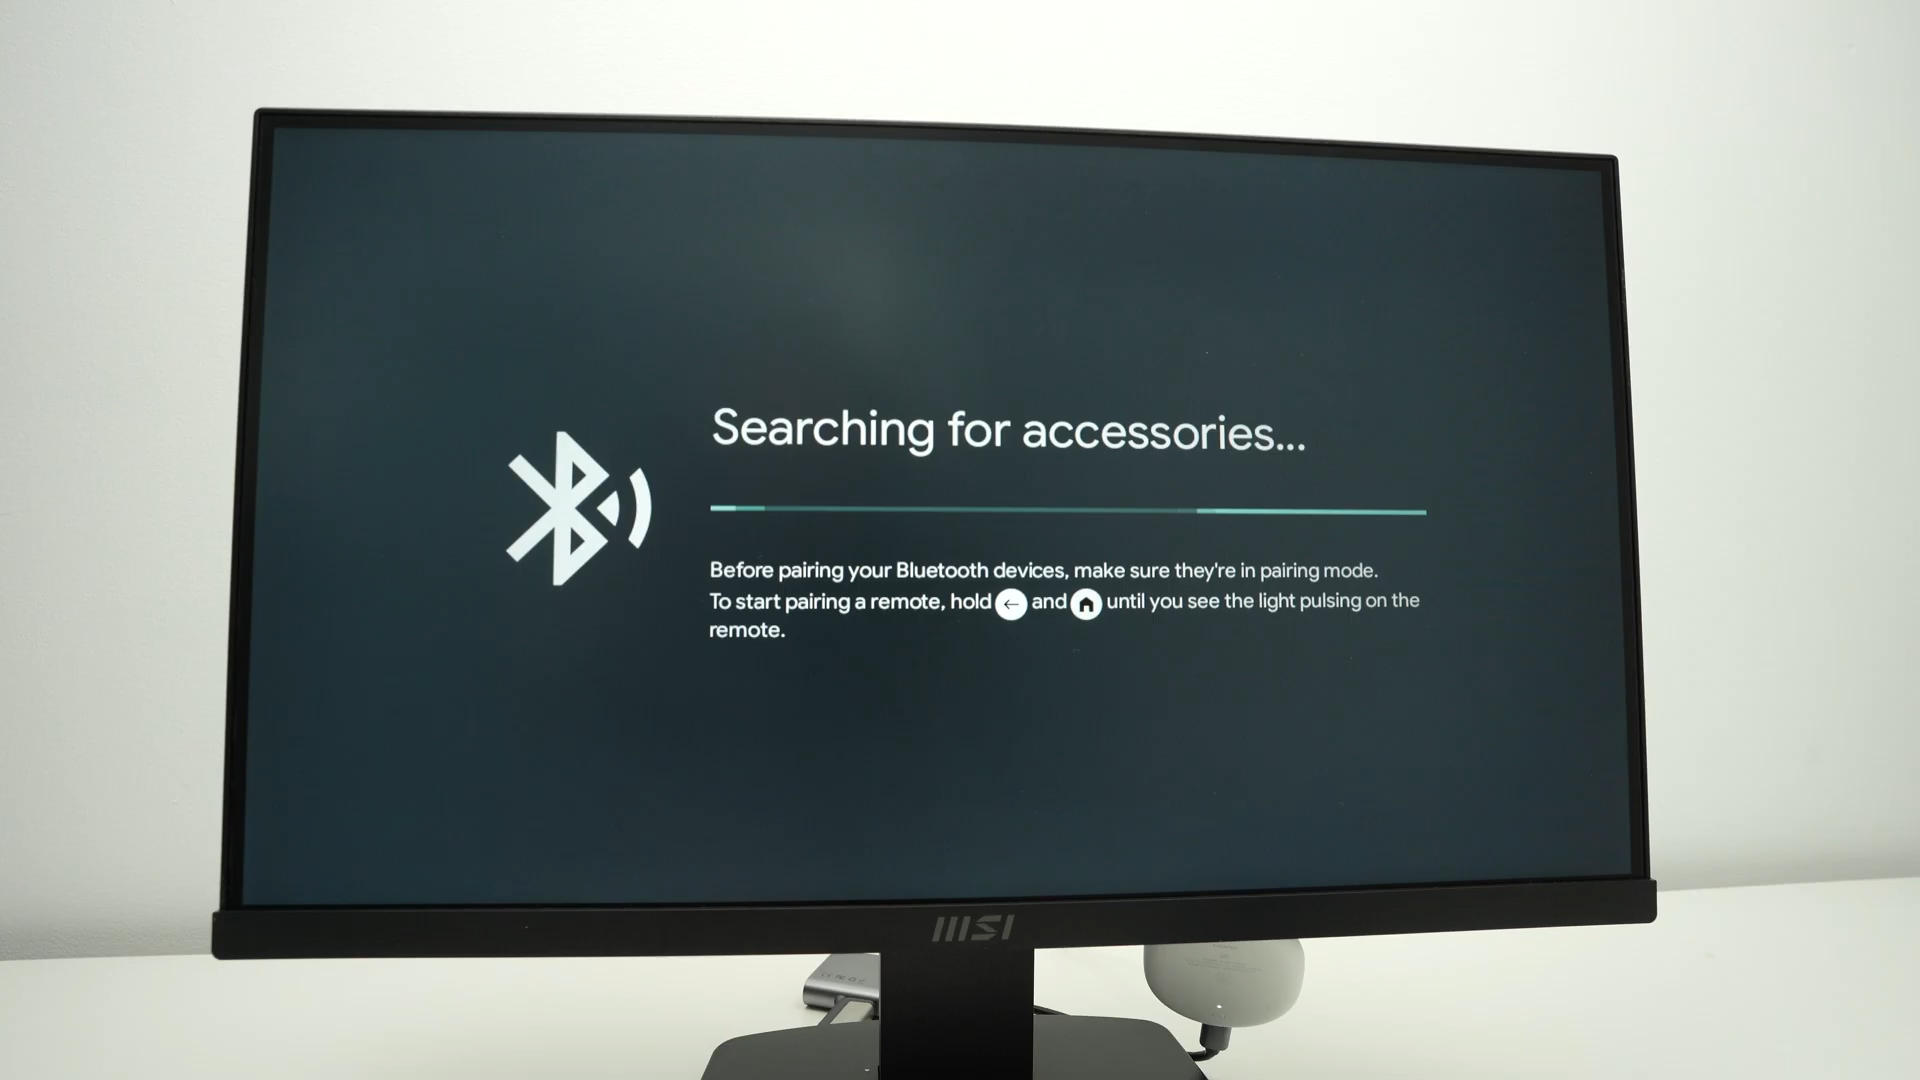 Searching for accessories...
Before pairing your Bluetooth devices, make sure they're in pairing mode.
To start pairing a remote, hold ← and until you see the light pulsing on the
remote.
msi